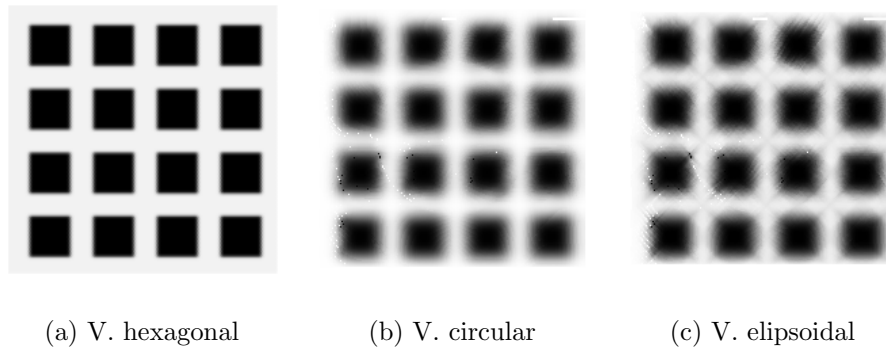 (a) V. hexagonal
(b) V. circular
(c) V. elipsoidal